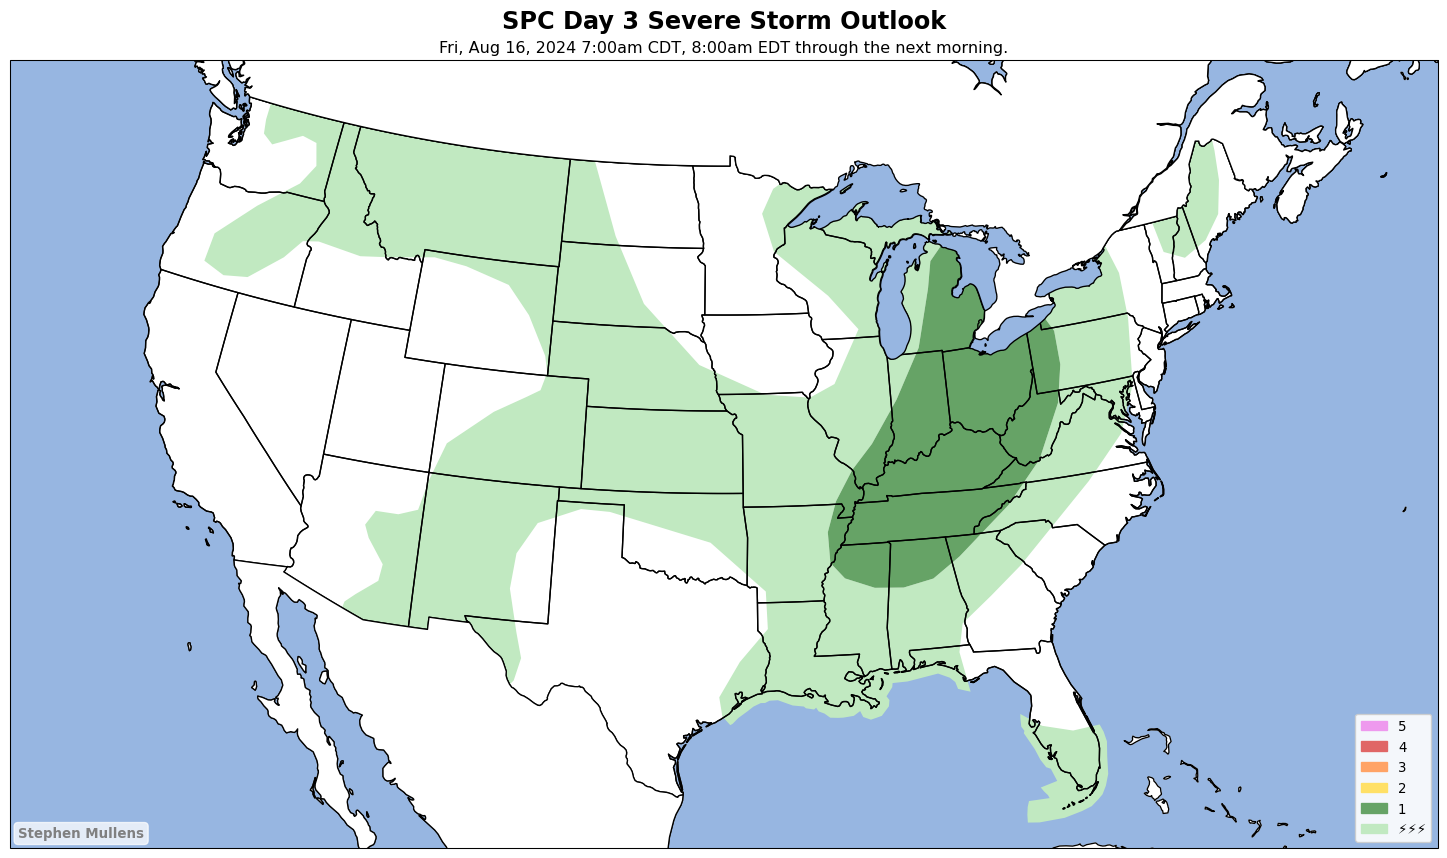 SPC Day 3 Severe Storm Outlook
Fri, Aug 16, 2024 7:00am CDT, 8:00am EDT through the next morning.
5
4
3
2
1
⚡⚡⚡
Stephen Mullens